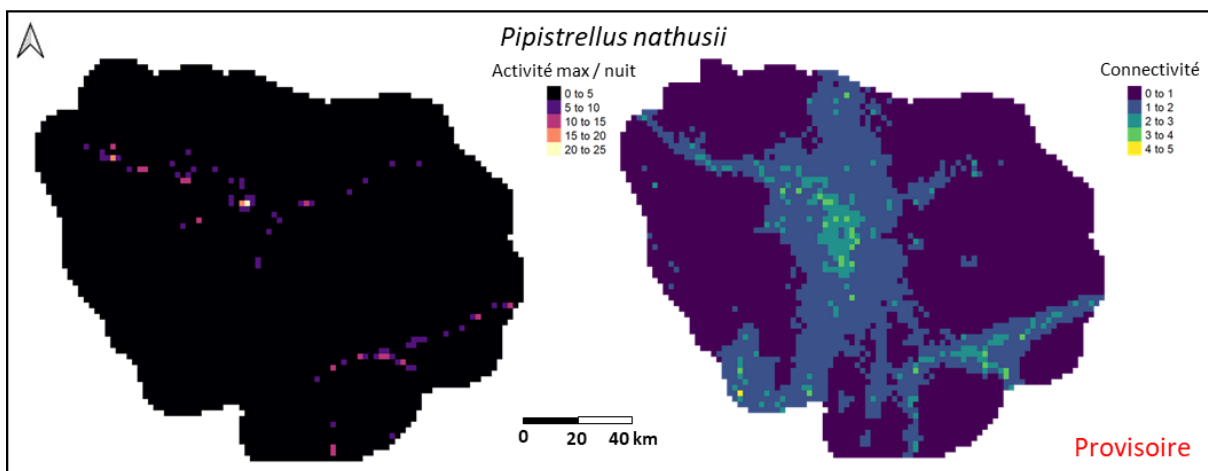 Pipistrellus nathusii
Activité max / nuit
0 to 5
5 to 10
10 to 15
15 to 20
20 to 25
Connectivité
0 to 1
1 to 2
2 to 3
3 to 4
4 to 5
0 20 40 km
Provisoire